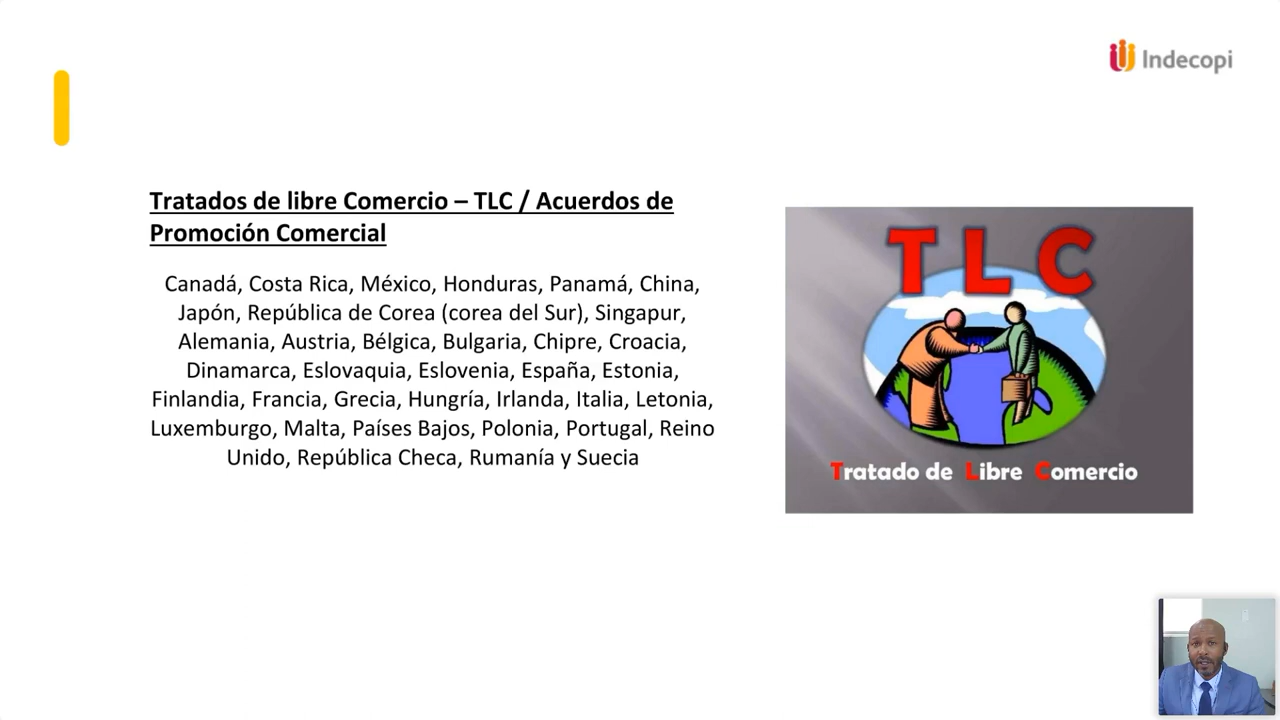 Indecopi
Tratados de libre Comercio – TLC / Acuerdos de
Promoción Comercial
Canadá, Costa Rica, México, Honduras, Panamá, China,
Japón, República de Corea (corea del Sur), Singapur,
Alemania, Austria, Bélgica, Bulgaria, Chipre, Croacia,
Dinamarca, Eslovaquia, Eslovenia, España, Estonia,
Finlandia, Francia, Grecia, Hungría, Irlanda, Italia, Letonia,
Luxemburgo, Malta, Países Bajos, Polonia, Portugal, Reino
Unido, República Checa, Rumanía y Suecia
TLC
Tratado de Libre Comercio